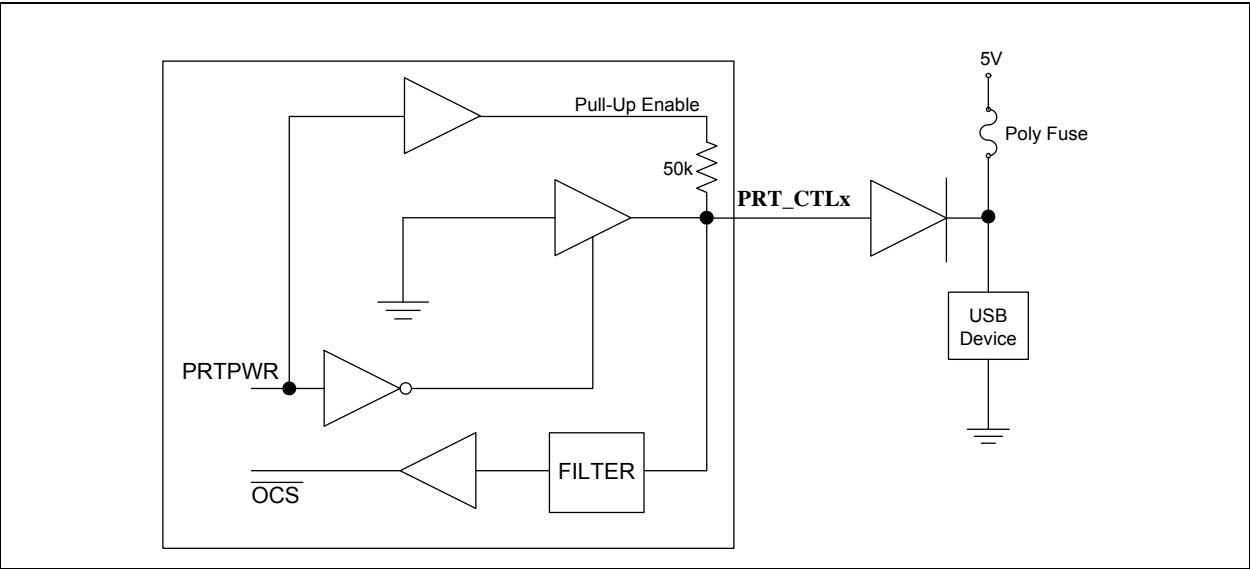 5V
Poly Fuse
Pull-Up Enable
50k
PRT_CTLx
USB
Device
PRTPWR
FILTER
OCS